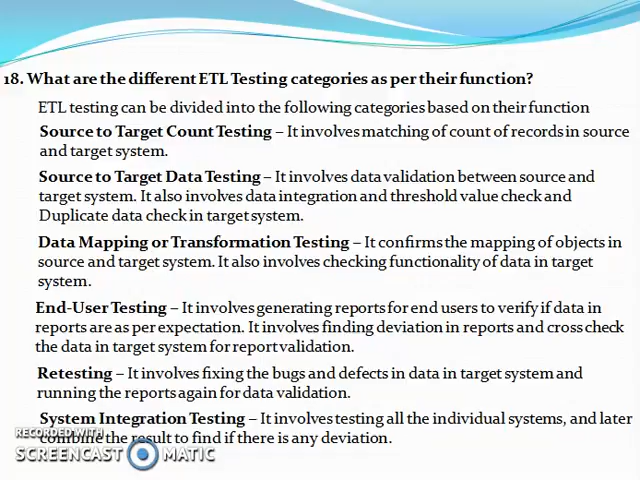 18. What are the different ETL Testing categories as per their function?
ETL testing can be divided into the following categories based on their function
Source to Target Count Testing – It involves matching of count of records in source
and target system.
Source to Target Data Testing – It involves data validation between source and
target system. It also involves data integration and threshold value check and
Duplicate data check in target system.
Data Mapping or Transformation Testing – It confirms the mapping of objects in
source and target system. It also involves checking functionality of data in target
system.
End-User Testing – It involves generating reports for end users to verify if data in
reports are as per expectation. It involves finding deviation in reports and cross check
the data in target system for report validation.
Retesting – It involves fixing the bugs and defects in data in target system and
running the reports again for data validation.
System Integration Testing – It involves testing all the individual systems, and later
combine the result to find if there is any deviation.
RECORDED WITH
SCREENCAST MATIC